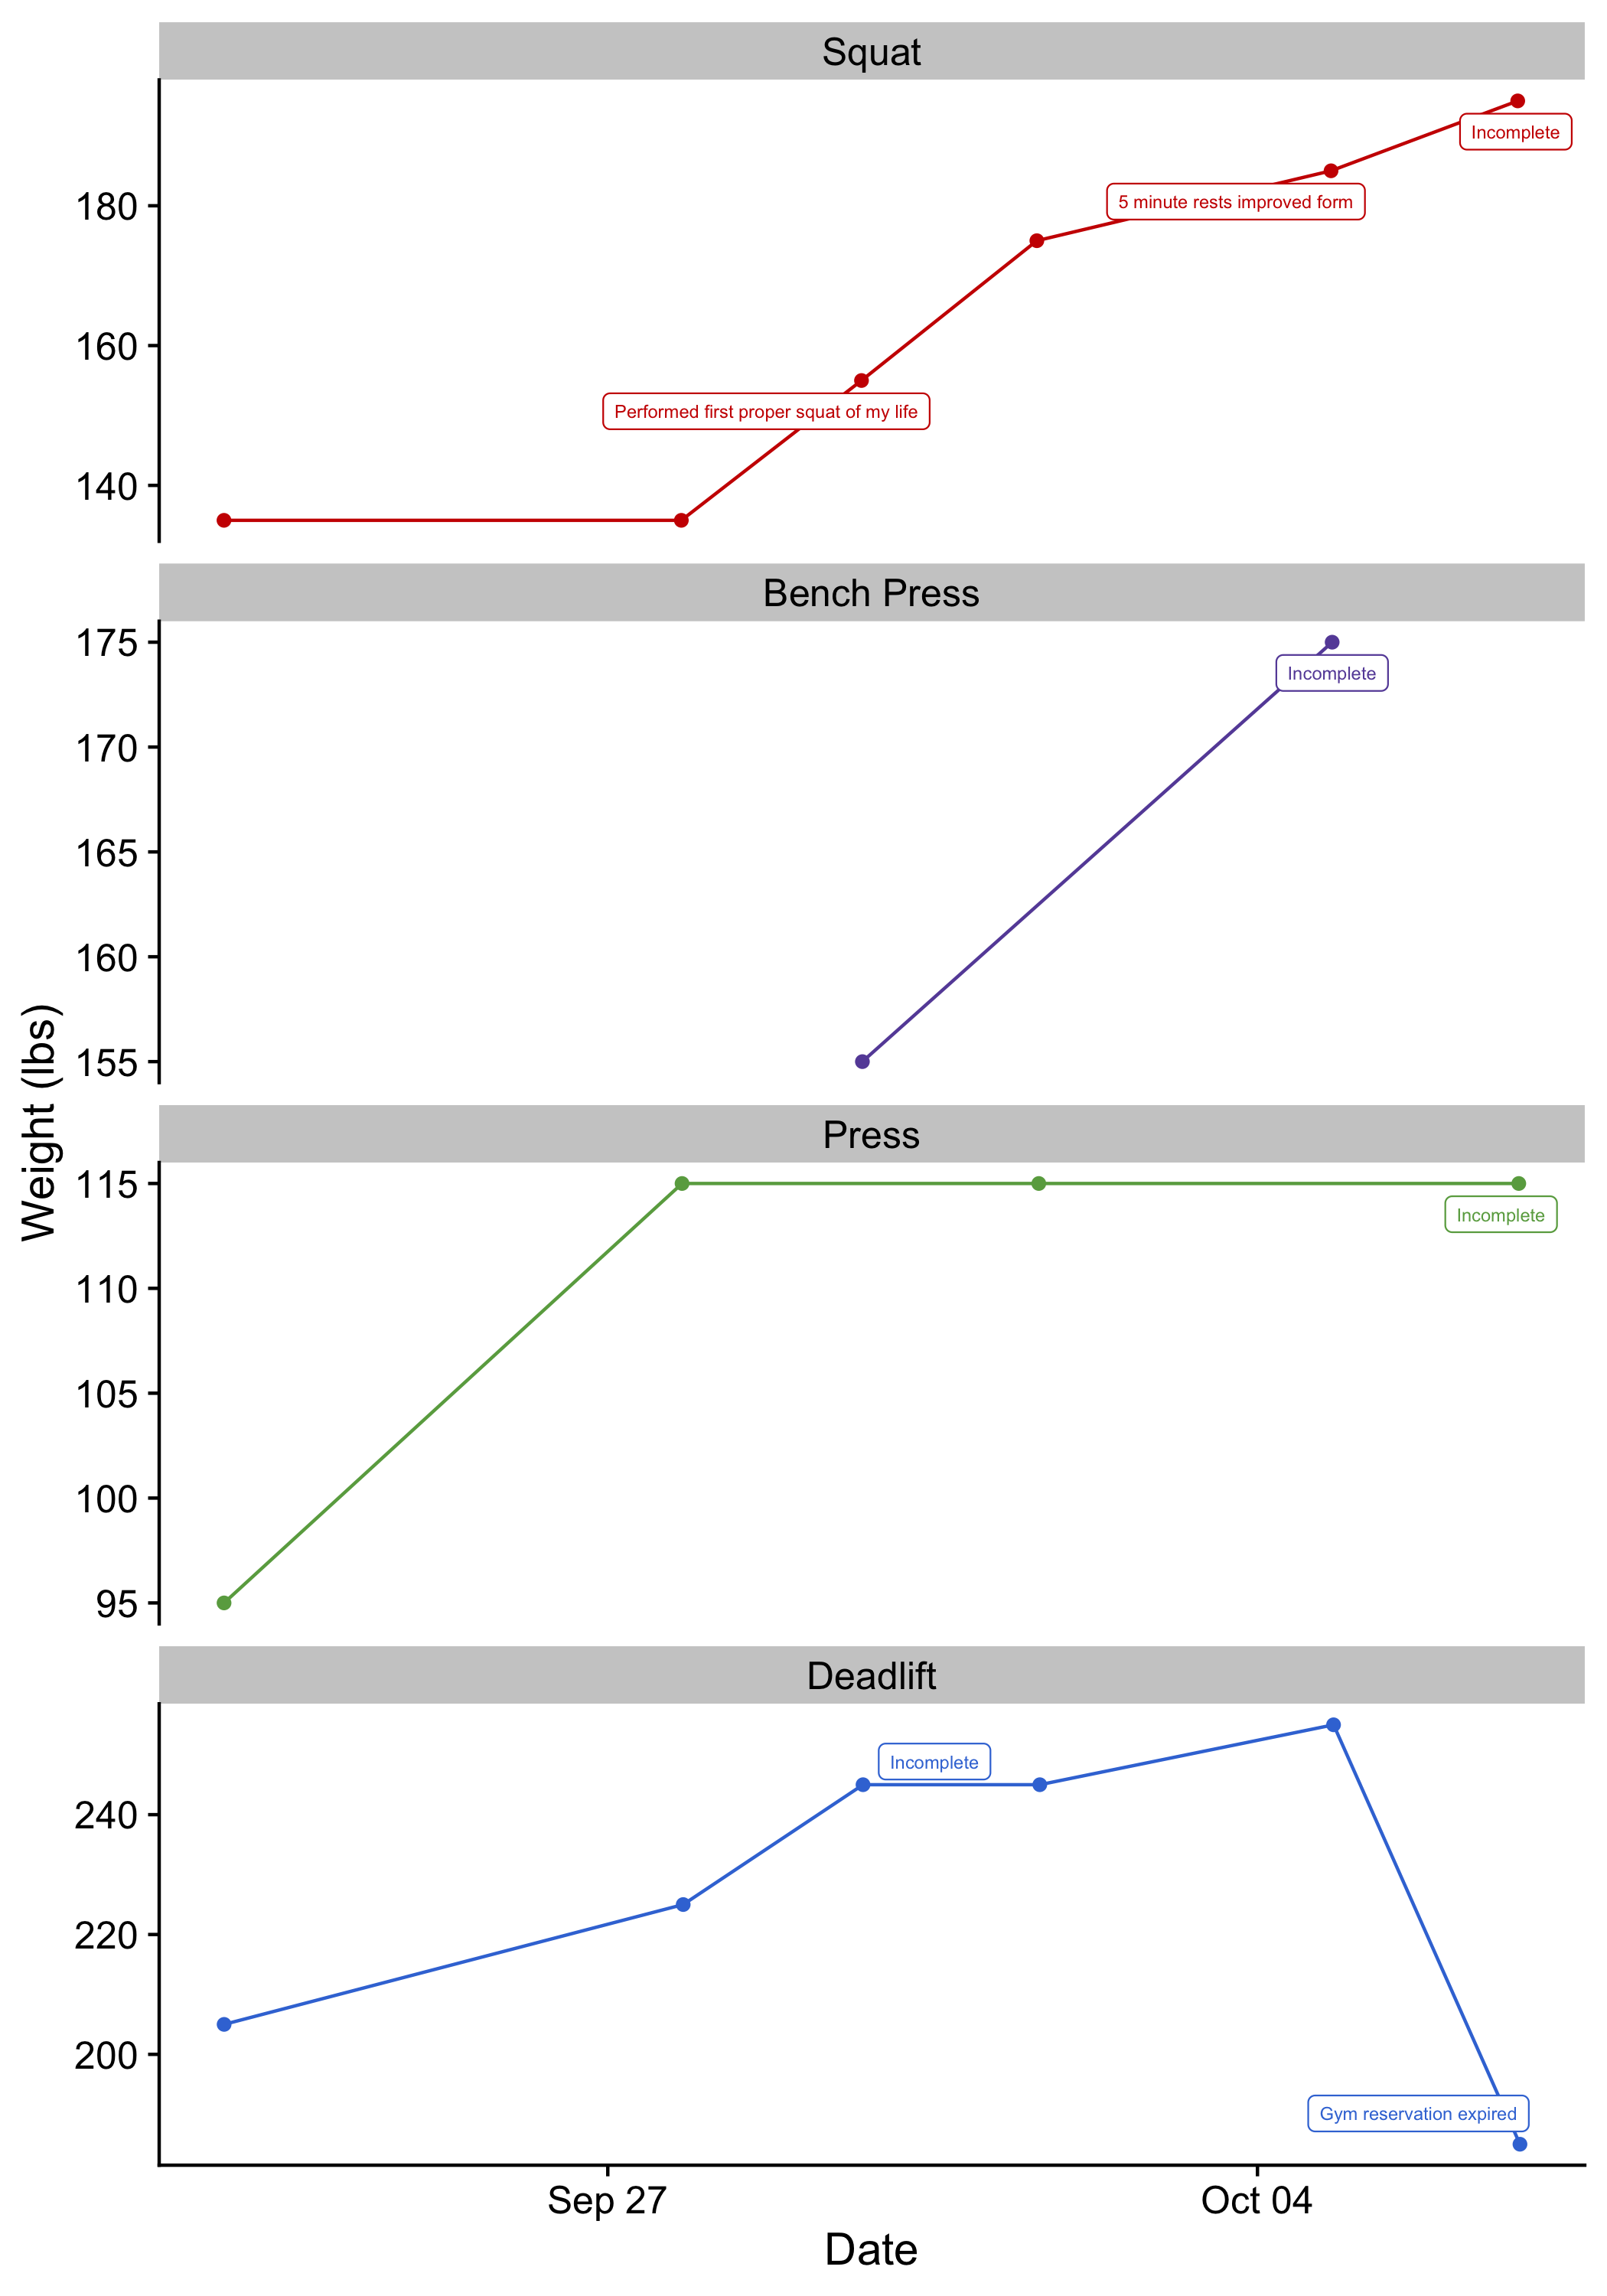 Squat
180
160
140
Incomplete
5 minute rests improved form
Performed first proper squat of my life
Bench Press
175
170
165
160
155
Incomplete
Weight (lbs)
Press
115
110
105
100
95
Incomplete
Deadlift
240
220
200
Incomplete
Gym reservation expired
Sep 27
Oct 04
Date